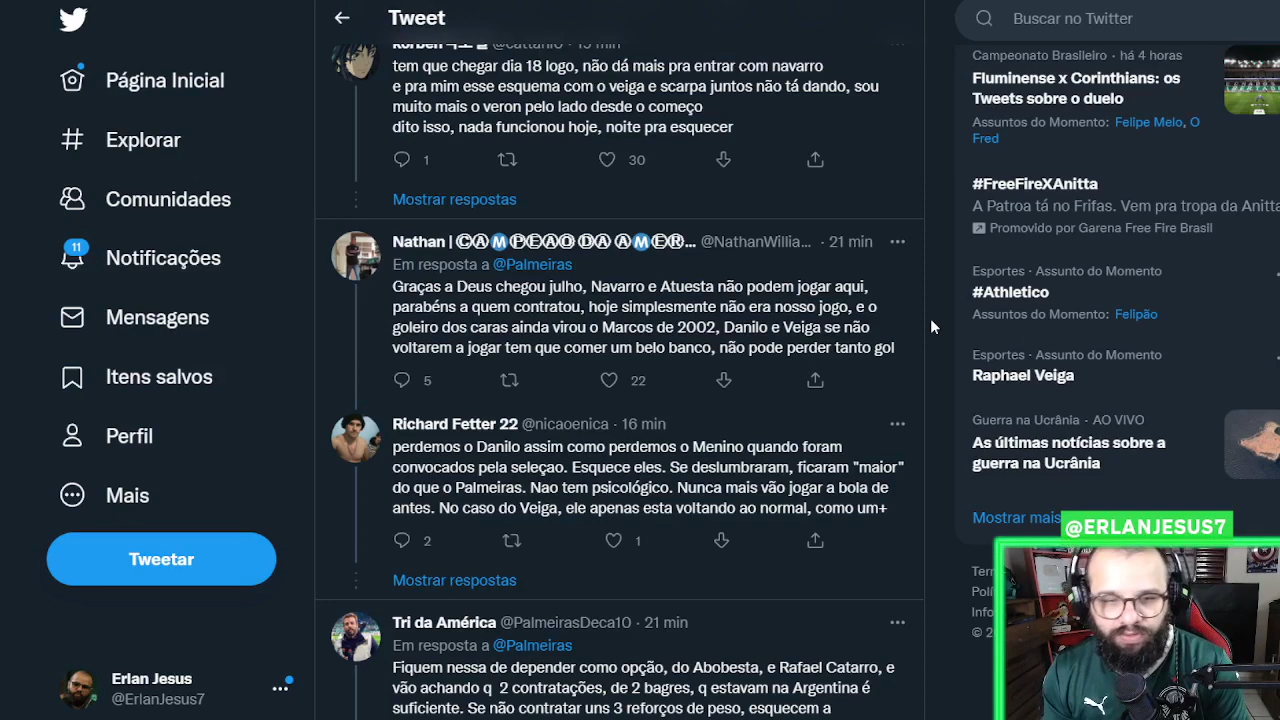 Tweet
Buscar no Twitter
Página Inicial
Explorar
Comunidades
11
Notificações
Mensagens
Itens salvos
Perfil
Mais
Tweetar
Erlan Jesus
@ErlanJesus7
@cattanio · 15 min
tem que chegar dia 18 logo, não dá mais pra entrar com navarro
e pra mim esse esquema com o veiga e scarpa juntos não tá dando, sou
muito mais o veron pelo lado desde o começo
dito isso, nada funcionou hoje, noite pra esquecer
1 30
Mostrar respostas
Nathan | ⒸⒶⓂⓅⒺⒶⓄ ⒹⒶ ⒶⓂⒺⓇ... @NathanWillia... · 21 min
Em resposta a @Palmeiras
Graças a Deus chegou julho, Navarro e Atuesta não podem jogar aqui,
parabéns a quem contratou, hoje simplesmente não era nosso jogo, e o
goleiro dos caras ainda virou o Marcos de 2002, Danilo e Veiga se não
voltarem a jogar tem que comer um belo banco, não pode perder tanto gol
5 22
Richard Fetter 22 @nicaoenica · 16 min
perdemos o Danilo assim como perdemos o Menino quando foram
convocados pela seleçao. Esquece eles. Se deslumbraram, ficaram "maior"
do que o Palmeiras. Nao tem psicológico. Nunca mais vão jogar a bola de
antes. No caso do Veiga, ele apenas esta voltando ao normal, como um+
2 1
Mostrar respostas
Tri da América @PalmeirasDeca10 · 21 min
Em resposta a @Palmeiras
Fiquem nessa de depender como opção, do Abobesta, e Rafael Catarro, e
vão achando q 2 contratações, de 2 bagres, q estavam na Argentina é
suficiente. Se não contratar uns 3 reforços de peso, esquecem a
Campeonato Brasileiro · há 4 horas
Fluminense x Corinthians: os
Tweets sobre o duelo
Assuntos do Momento: Felipe Melo, O
Fred
#FreeFireXAnitta
A Patroa tá no Frifas. Vem pra tropa da Anitta
Promovido por Garena Free Fire Brasil
Esportes · Assunto do Momento
#Athletico
Assuntos do Momento: Felipão
Esportes · Assunto do Momento
Raphael Veiga
Guerra na Ucrânia · AO VIVO
As últimas notícias sobre a
guerra na Ucrânia
Mostrar mais
@ERLANJESUS7